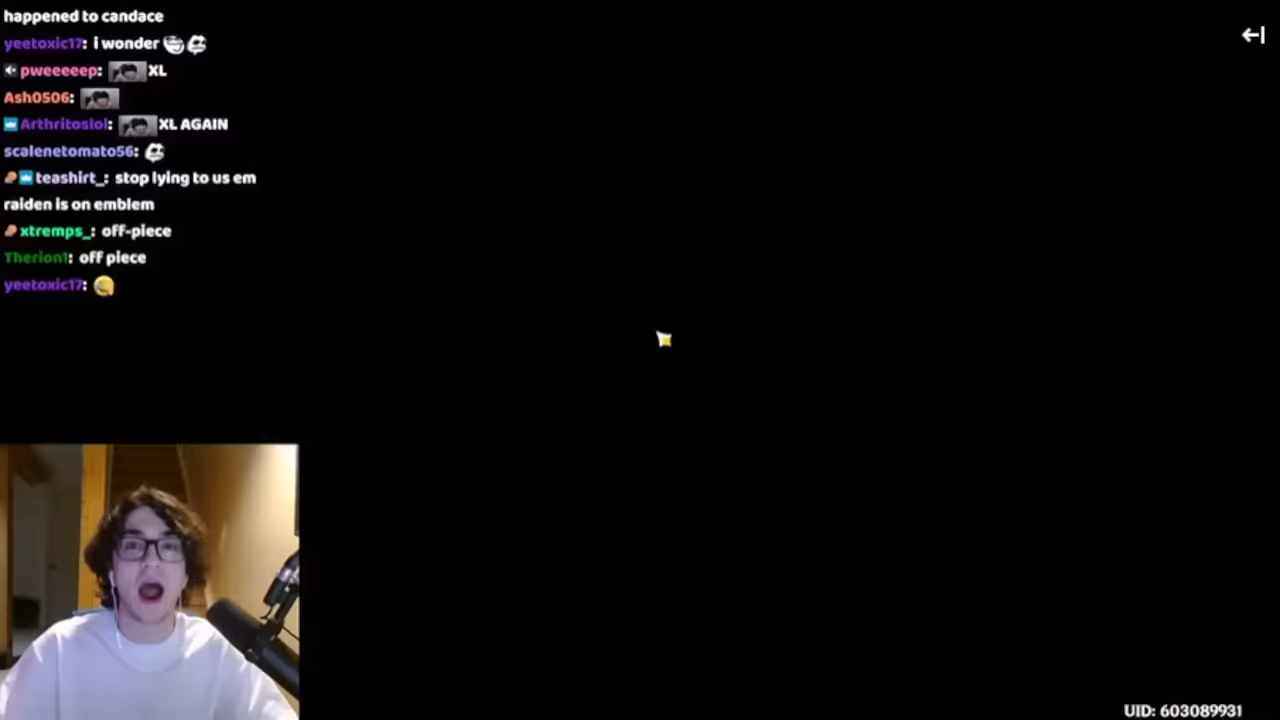 happened to candace
yeetoxic17: i wonder
pweeeeep: XL
Ash0506:
Arthritoslol: XL AGAIN
scalenetomato56:
teashirt_: stop lying to us em
raiden is on emblem
xtremps_: off-piece
Therion1: off piece
yeetoxic17:
UID: 603089931